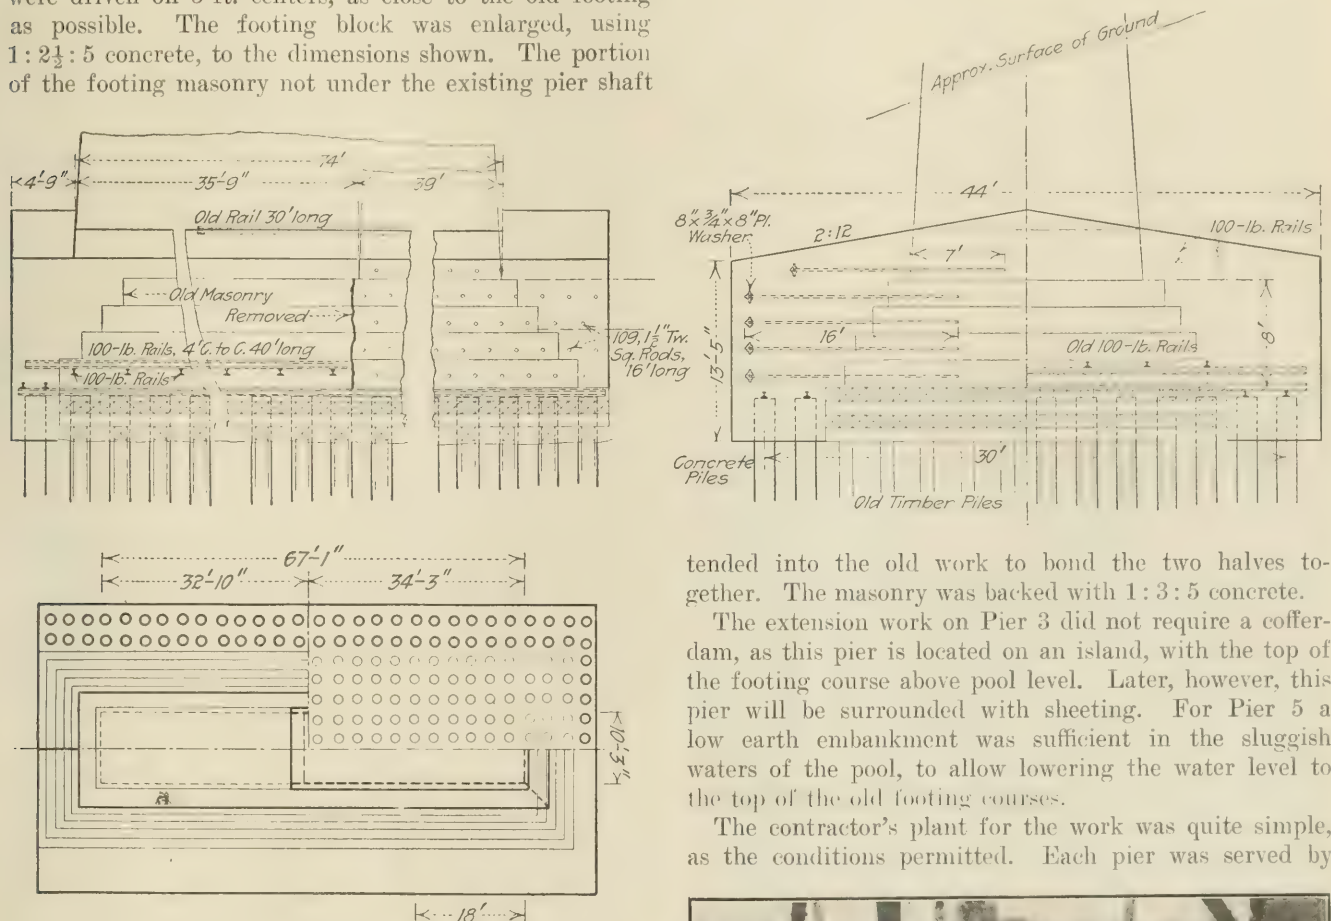 were driven on 3-ft. centers, as close to the old footing
as possible. The footing block was enlarged, using
1 : 2½ : 5 concrete, to the dimensions shown. The portion
of the footing masonry not under the existing pier shaft
74'
4'-9" 35'-9" 39'
Old Rail 30' long
Old Masonry
Removed
100-lb. Rails, 4' C. to C. 40' long
100-lb. Rails
109, 1½" Tw.
Sq. Rods,
16' long
67'-1"
32'-10" 34'-3"
10'-3"
18'
Approx. Surface of Ground
44'
8" x ¾" x 8" Pl.
Washer
2:12
100-lb. Rails
7'
16'
13'-5"
8'
Old 100-lb. Rails
Concrete
Piles
30'
Old Timber Piles
tended into the old work to bond the two halves to-
gether. The masonry was backed with 1 : 3 : 5 concrete.
The extension work on Pier 3 did not require a coffer-
dam, as this pier is located on an island, with the top of
the footing course above pool level. Later, however, this
pier will be surrounded with sheeting. For Pier 5 a
low earth embankment was sufficient in the sluggish
waters of the pool, to allow lowering the water level to
the top of the old footing courses.
The contractor's plant for the work was quite simple,
as the conditions permitted. Each pier was served by